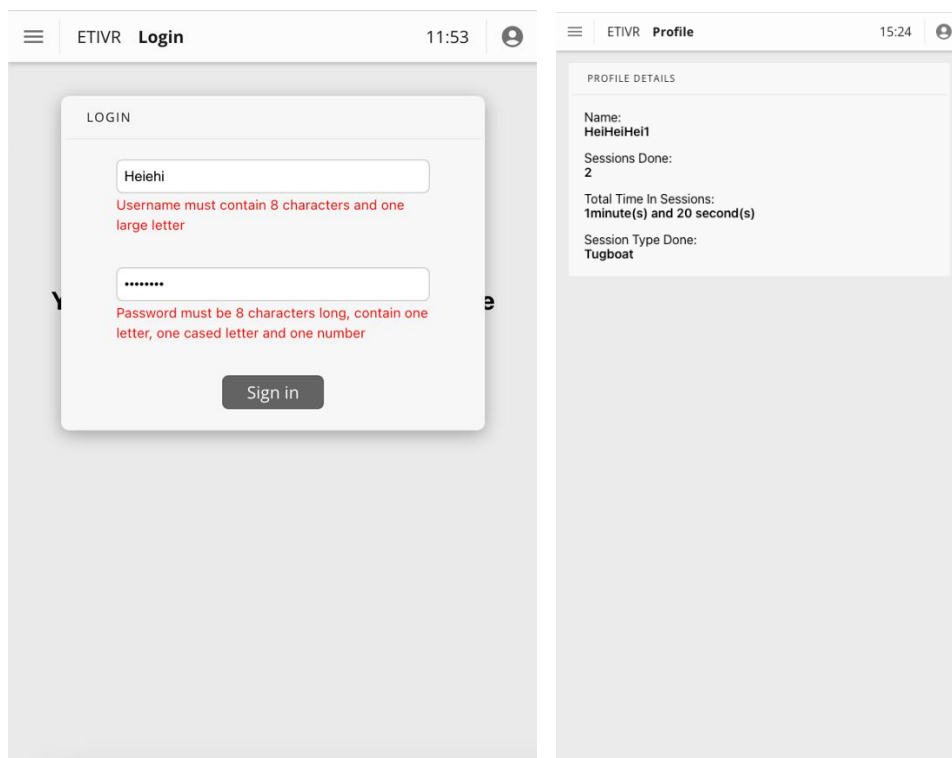 ETIVR Login 11:53
LOGIN
Heiehi
Username must contain 8 characters and one
large letter
Y e
••••••••
Password must be 8 characters long, contain one
letter, one cased letter and one number
Sign in
ETIVR Profile 15:24
PROFILE DETAILS
Name:
HeiHeiHei1
Sessions Done:
2
Total Time In Sessions:
1minute(s) and 20 second(s)
Session Type Done:
Tugboat